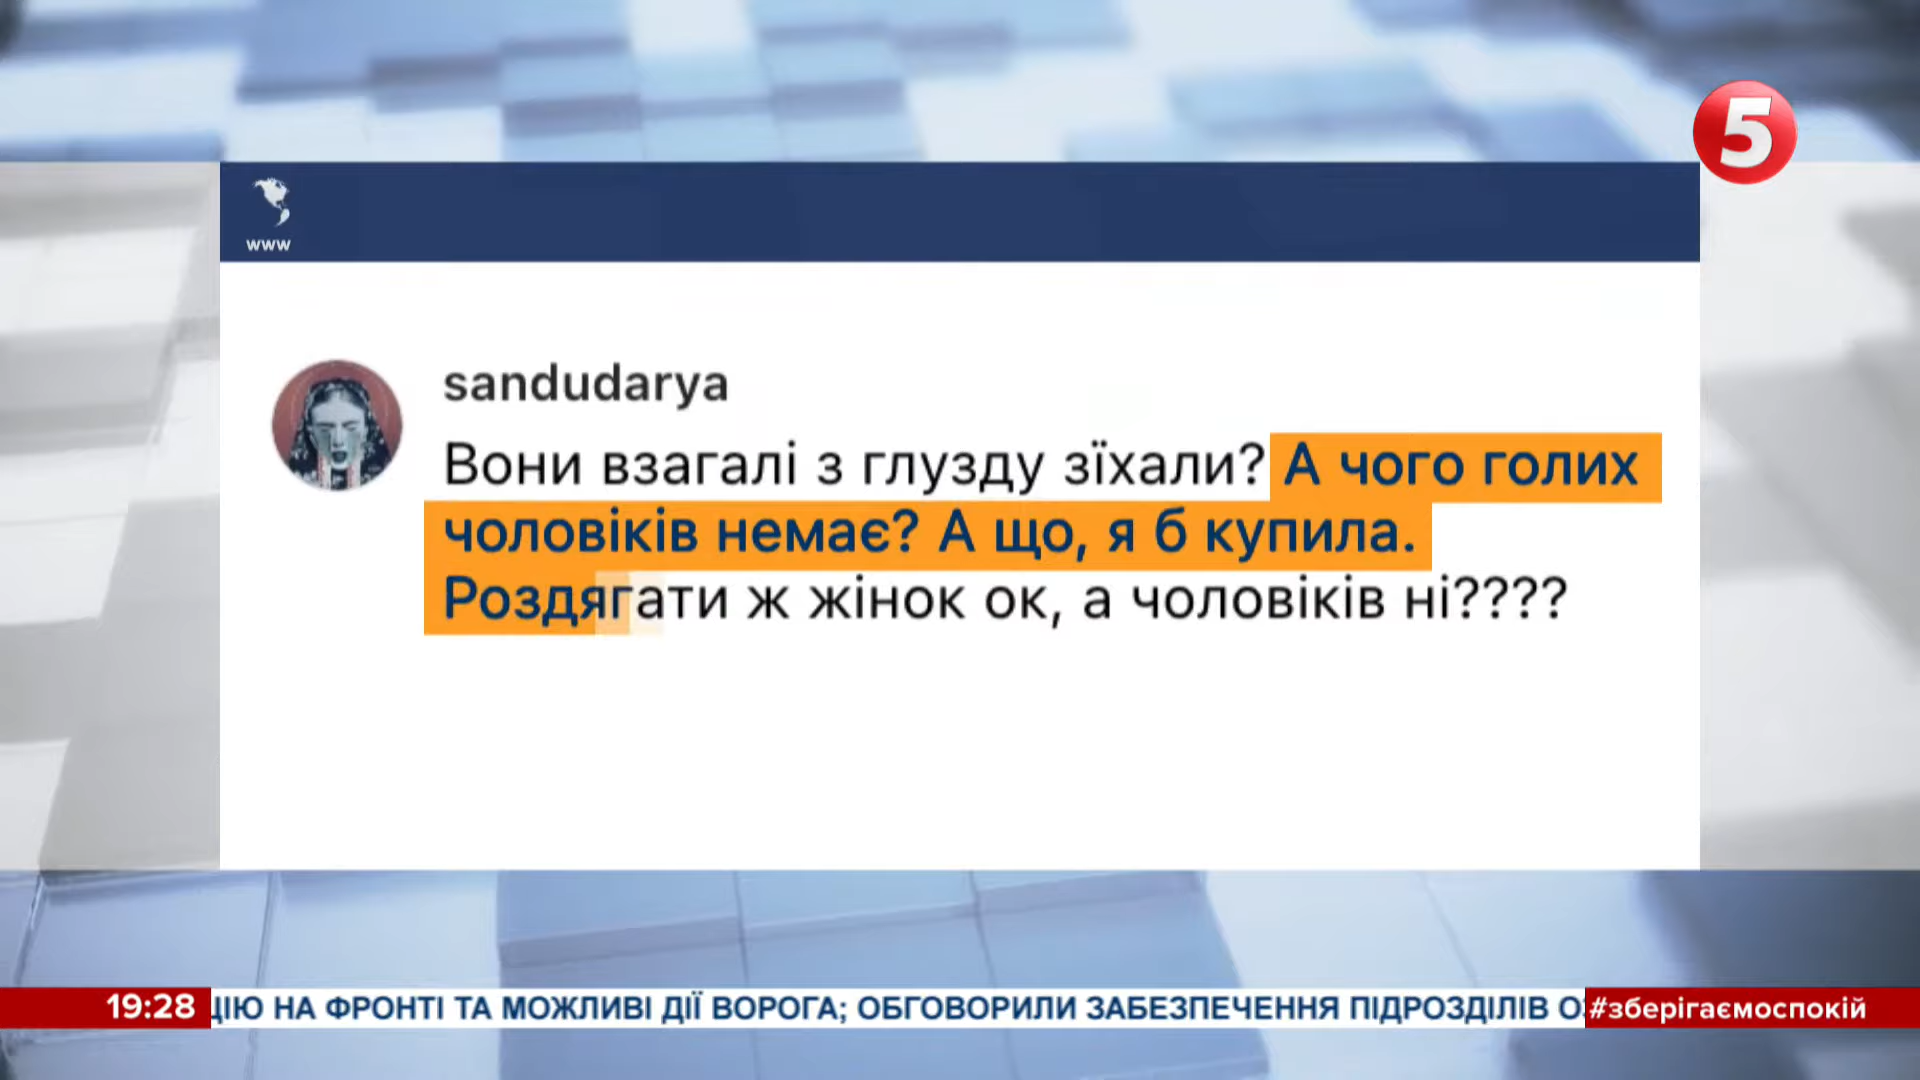 5
www
sandudarya
Вони взагалі з глузду зїхали? А чого голих
чоловіків немає? А що, я б купила.
Роздягати ж жінок ок, а чоловіків ні????
19:28
НА ФРОНТІ ТА МОЖЛИВІ ДІЇ ВОРОГА; ОБГОВОРИЛИ ЗАБЕЗПЕЧЕННЯ ПІДРОЗДІЛІВ
#зберігаємоспокій